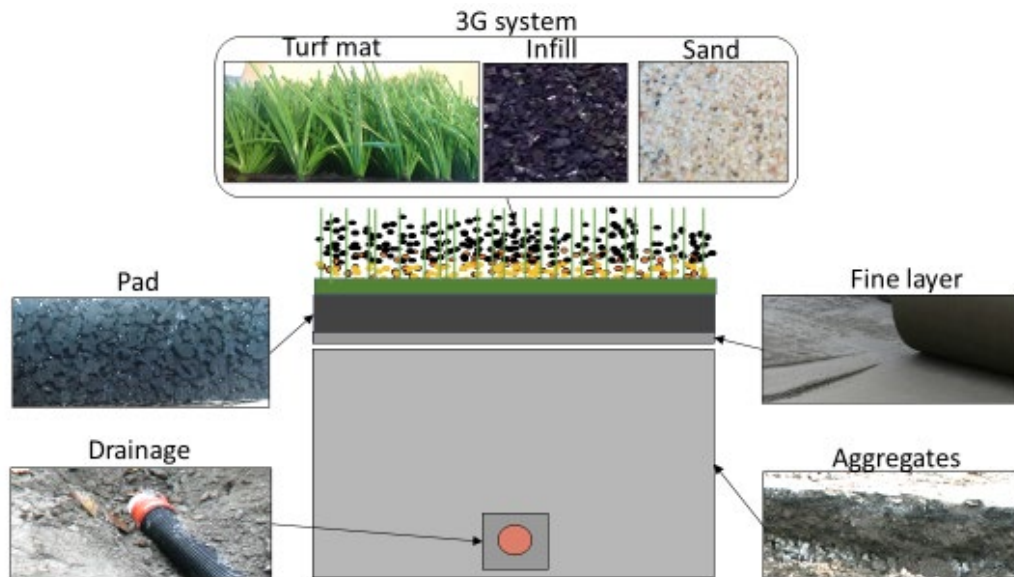 3G system
Turf mat
Infill
Sand
Pad
Fine layer
Drainage
Aggregates